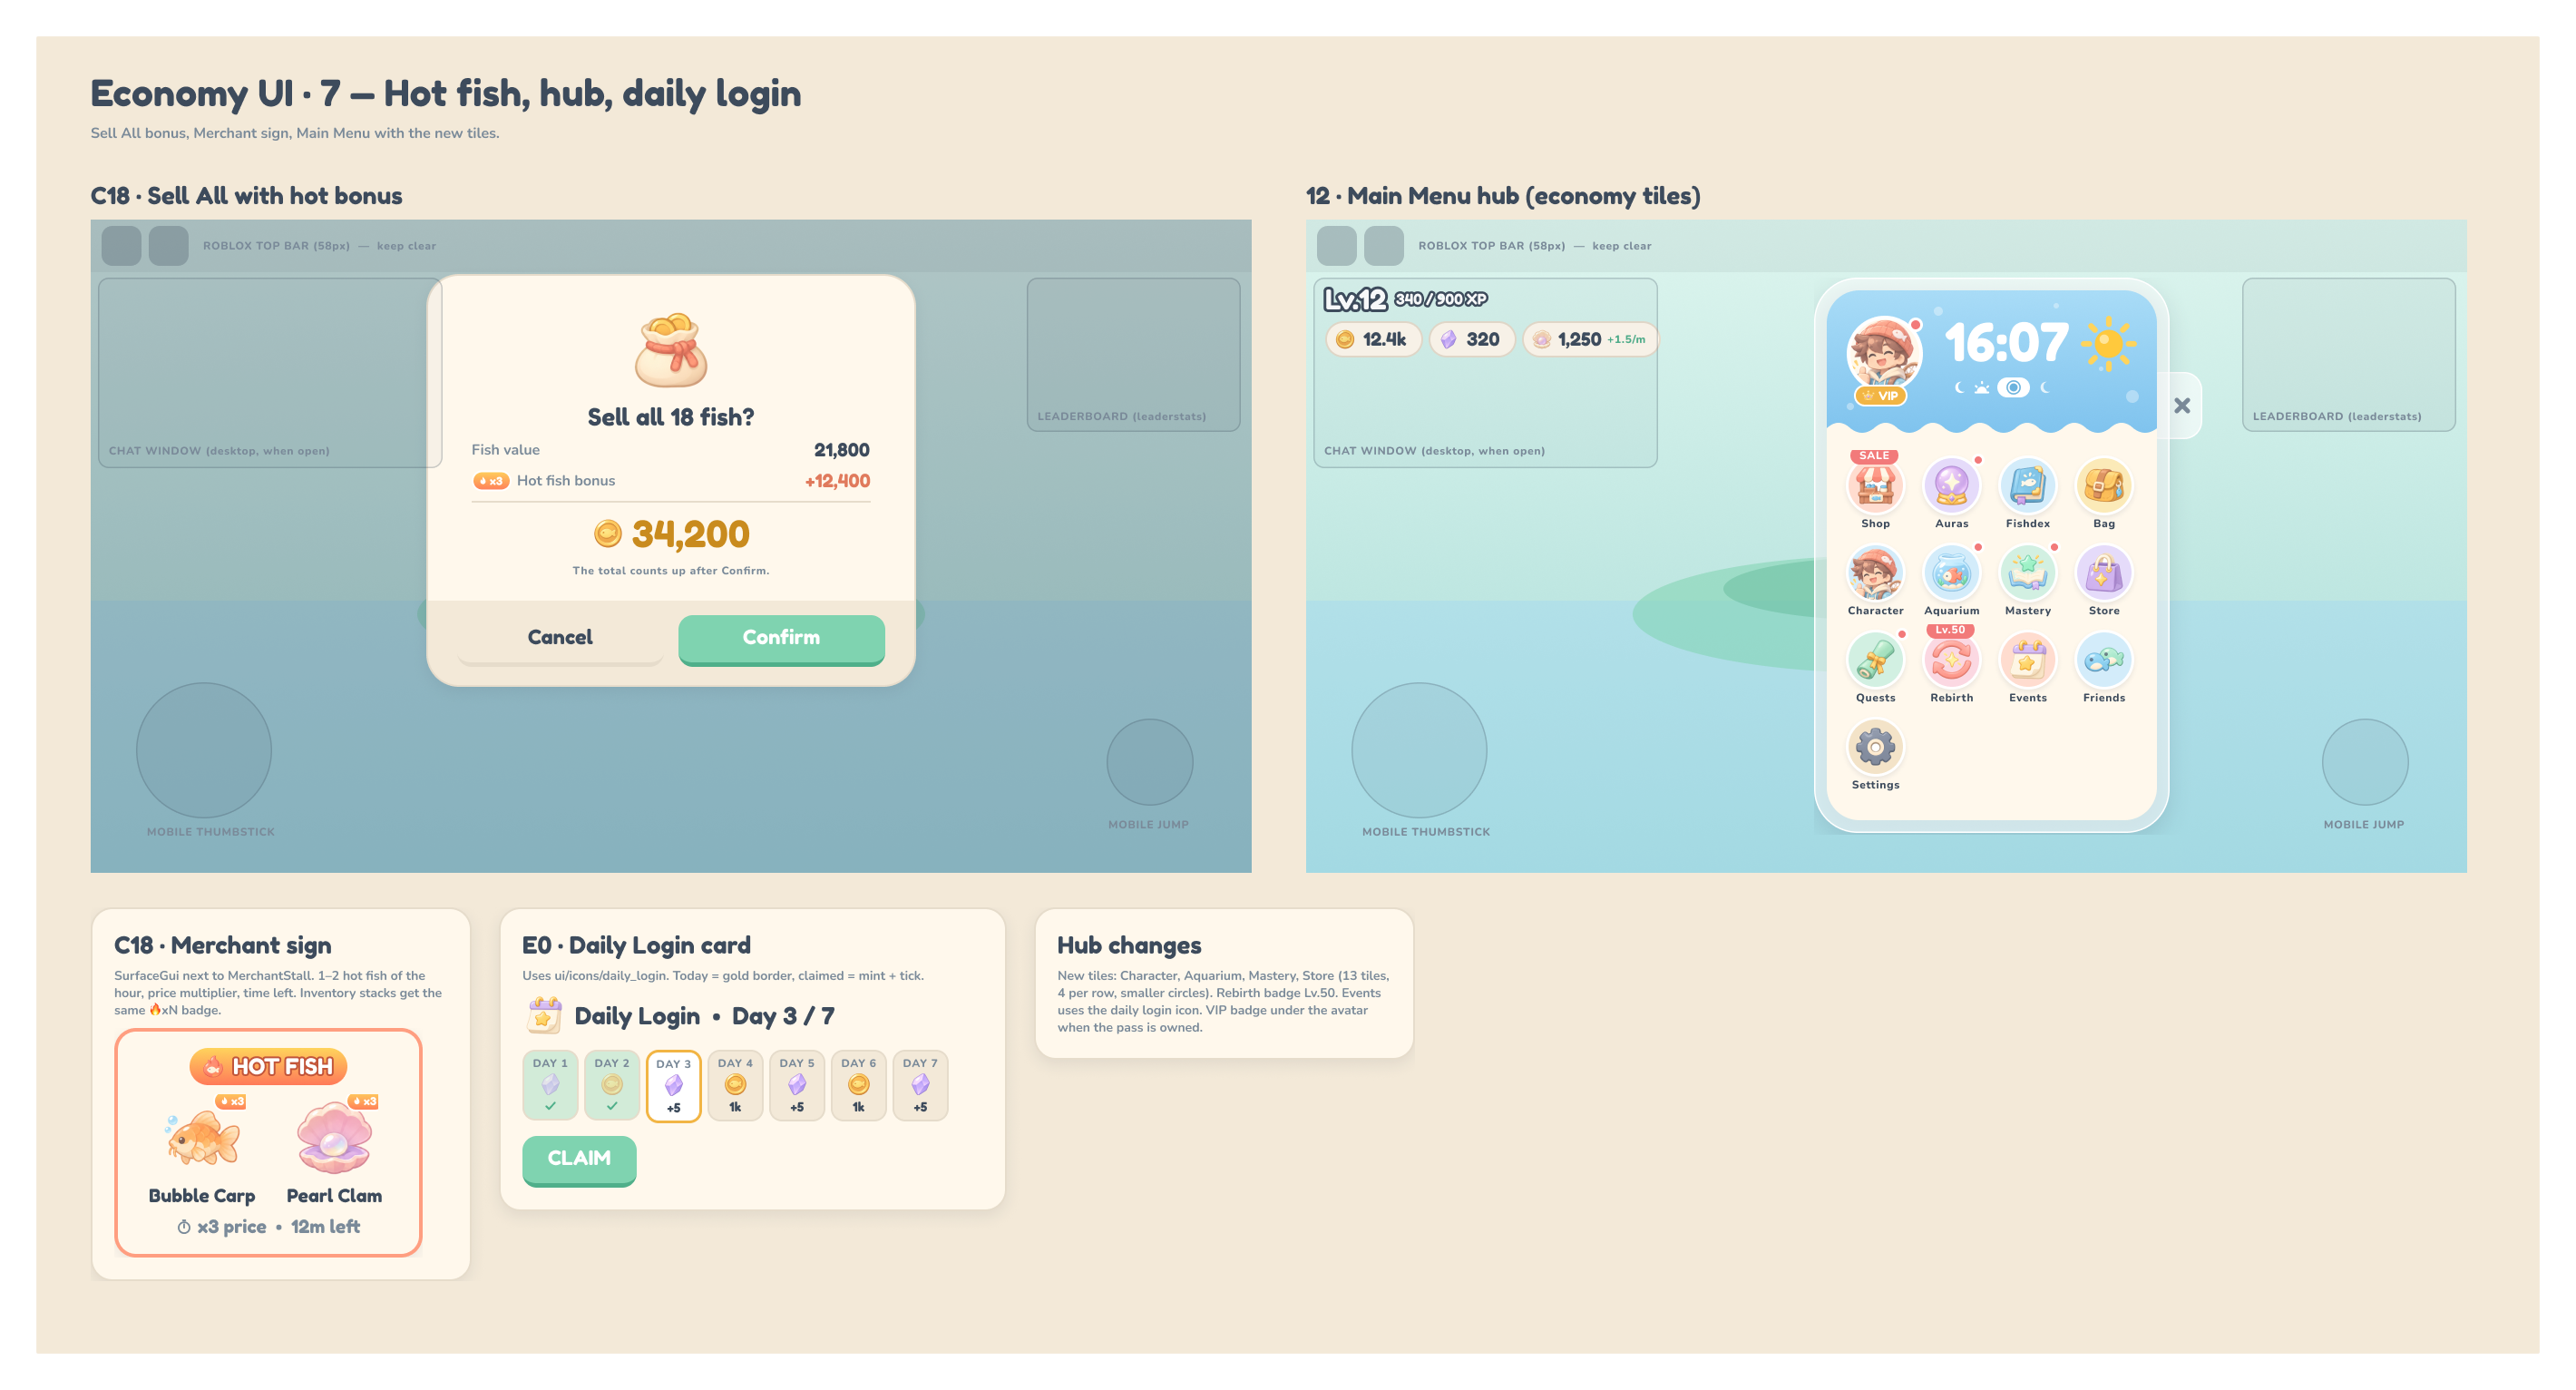 Economy UI · 7 — Hot fish, hub, daily login
Sell All bonus, Merchant sign, Main Menu with the new tiles.
C18 · Sell All with hot bonus
ROBLOX TOP BAR (58px) — keep clear
CHAT WINDOW (desktop, when open)
LEADERBOARD (leaderstats)
Sell all 18 fish?
Fish value 21,800
x3 Hot fish bonus +12,400
34,200
The total counts up after Confirm.
Cancel Confirm
MOBILE THUMBSTICK
MOBILE JUMP
12 · Main Menu hub (economy tiles)
ROBLOX TOP BAR (58px) — keep clear
Lv.12 340 / 900 XP
12.4k 320 1,250 +1.5/m
CHAT WINDOW (desktop, when open)
LEADERBOARD (leaderstats)
16:07
VIP
SALE
Shop Auras Fishdex Bag
Character Aquarium Mastery Store
Lv.50
Quests Rebirth Events Friends
Settings
MOBILE THUMBSTICK
MOBILE JUMP
C18 · Merchant sign
SurfaceGui next to MerchantStall. 1–2 hot fish of the
hour, price multiplier, time left. Inventory stacks get the
same 🔥xN badge.
HOT FISH
x3 x3
Bubble Carp Pearl Clam
x3 price • 12m left
E0 · Daily Login card
Uses ui/icons/daily_login. Today = gold border, claimed = mint + tick.
Daily Login • Day 3 / 7
DAY 1 DAY 2 DAY 3 DAY 4 DAY 5 DAY 6 DAY 7
+5 1k +5 1k +5
CLAIM
Hub changes
New tiles: Character, Aquarium, Mastery, Store (13 tiles,
4 per row, smaller circles). Rebirth badge Lv.50. Events
uses the daily login icon. VIP badge under the avatar
when the pass is owned.